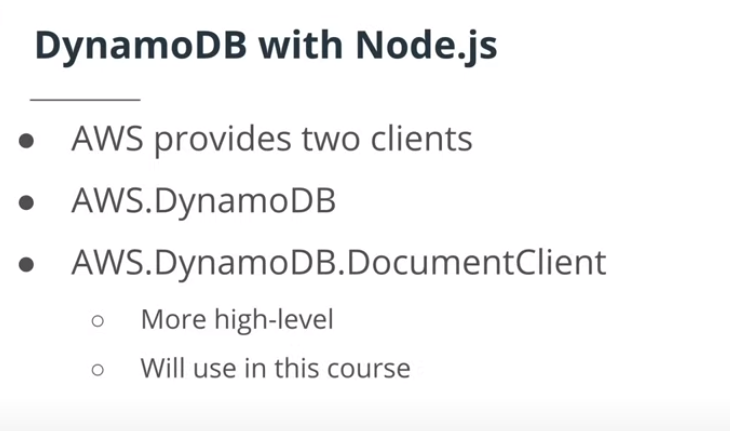 DynamoDB with Node.js
● AWS provides two clients
● AWS.DynamoDB
● AWS.DynamoDB.DocumentClient
○ More high-level
○ Will use in this course